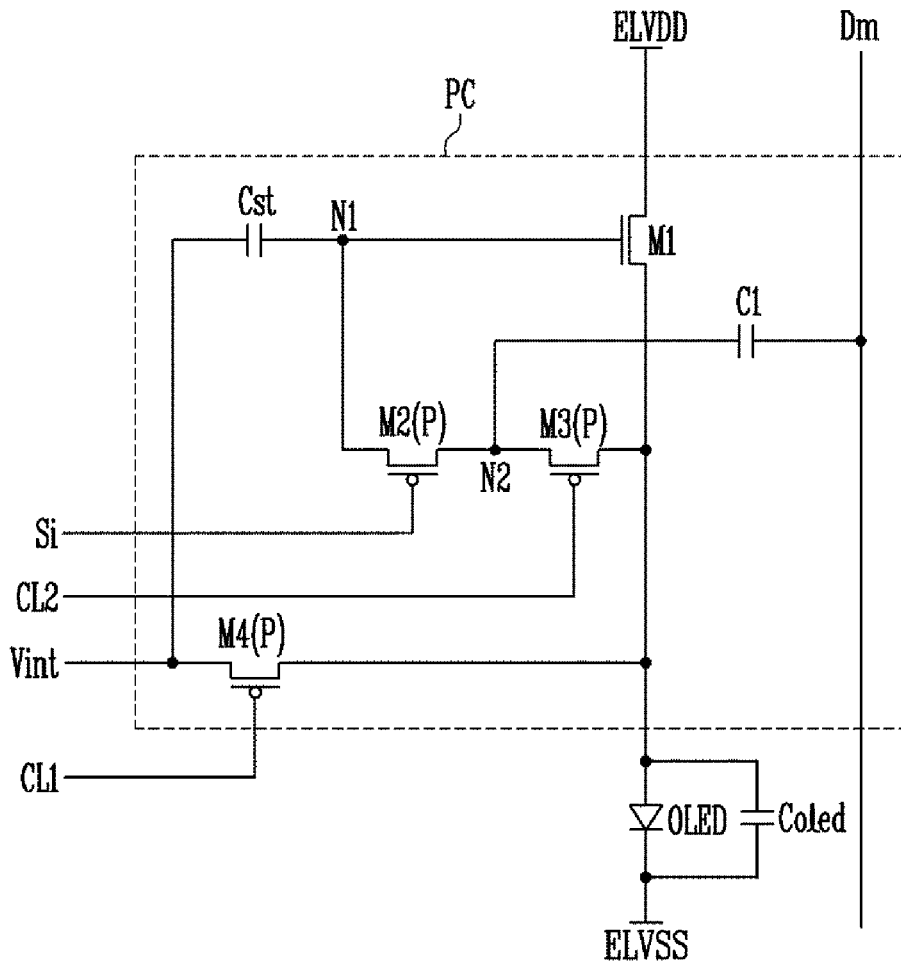 ELVDD
Dm
PC
Cst
N1
M1
C1
M2(P)
M3(P)
N2
Si
CL2
M4(P)
Vint
CL1
OLED
Coled
ELVSS